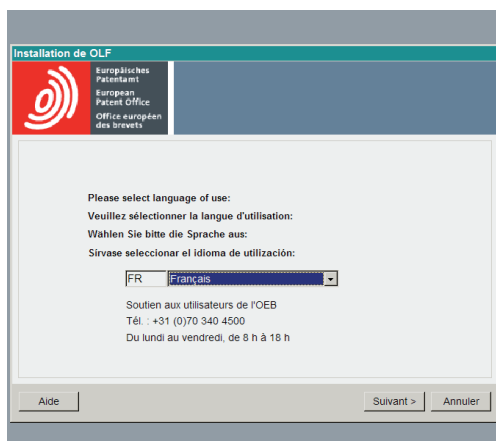 Installation de OLF
Europäisches
Patentamt
European
Patent Office
Office européen
des brevets
Please select language of use:
Veuillez sélectionner la langue d'utilisation:
Wählen Sie bitte die Sprache aus:
Sírvase seleccionar el idioma de utilización:
FR Français
Soutien aux utilisateurs de l'OEB
Tél. : +31 (0)70 340 4500
Du lundi au vendredi, de 8 h à 18 h
Aide Suivant > Annuler